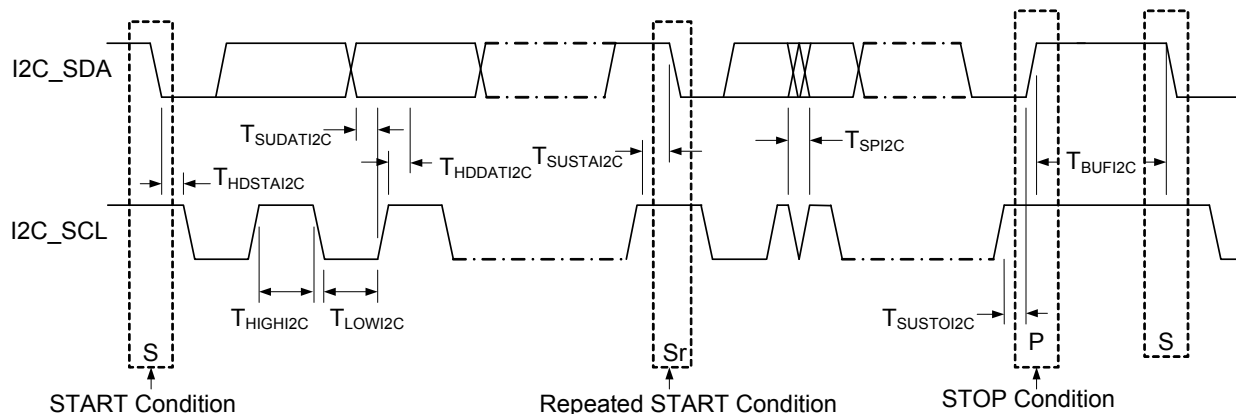 I2C_SDA
TSUDATI2C
THDDATI2C
TSUSTAI2C
TSPI2C
TBUFI2C
THDSTAI2C
I2C_SCL
THIGHI2C
TLOWI2C
TSUSTOI2C
S
Sr
P
S
START Condition
Repeated START Condition
STOP Condition